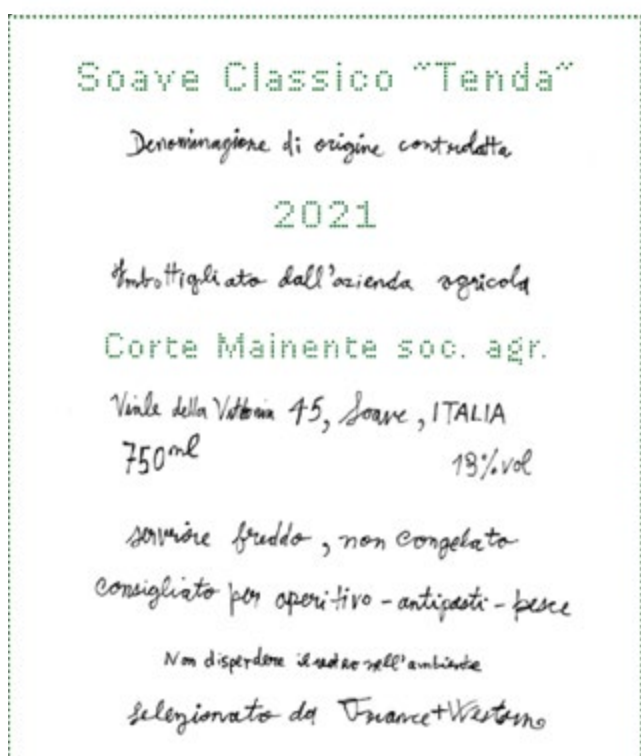 Soave Classico “Tenda”
Denominazione di origine controllatta
2021
Imbottigliato dall'azienda agricola
Corte Mainente soc. agr.
Viale della Vittoria 45, Soave, ITALIA
750ml 13%vol
servire freddo, non congelato
consigliato per aperitivo - antipasti - pesce
Non disperdere il vetro nell'ambiente
selezionato da